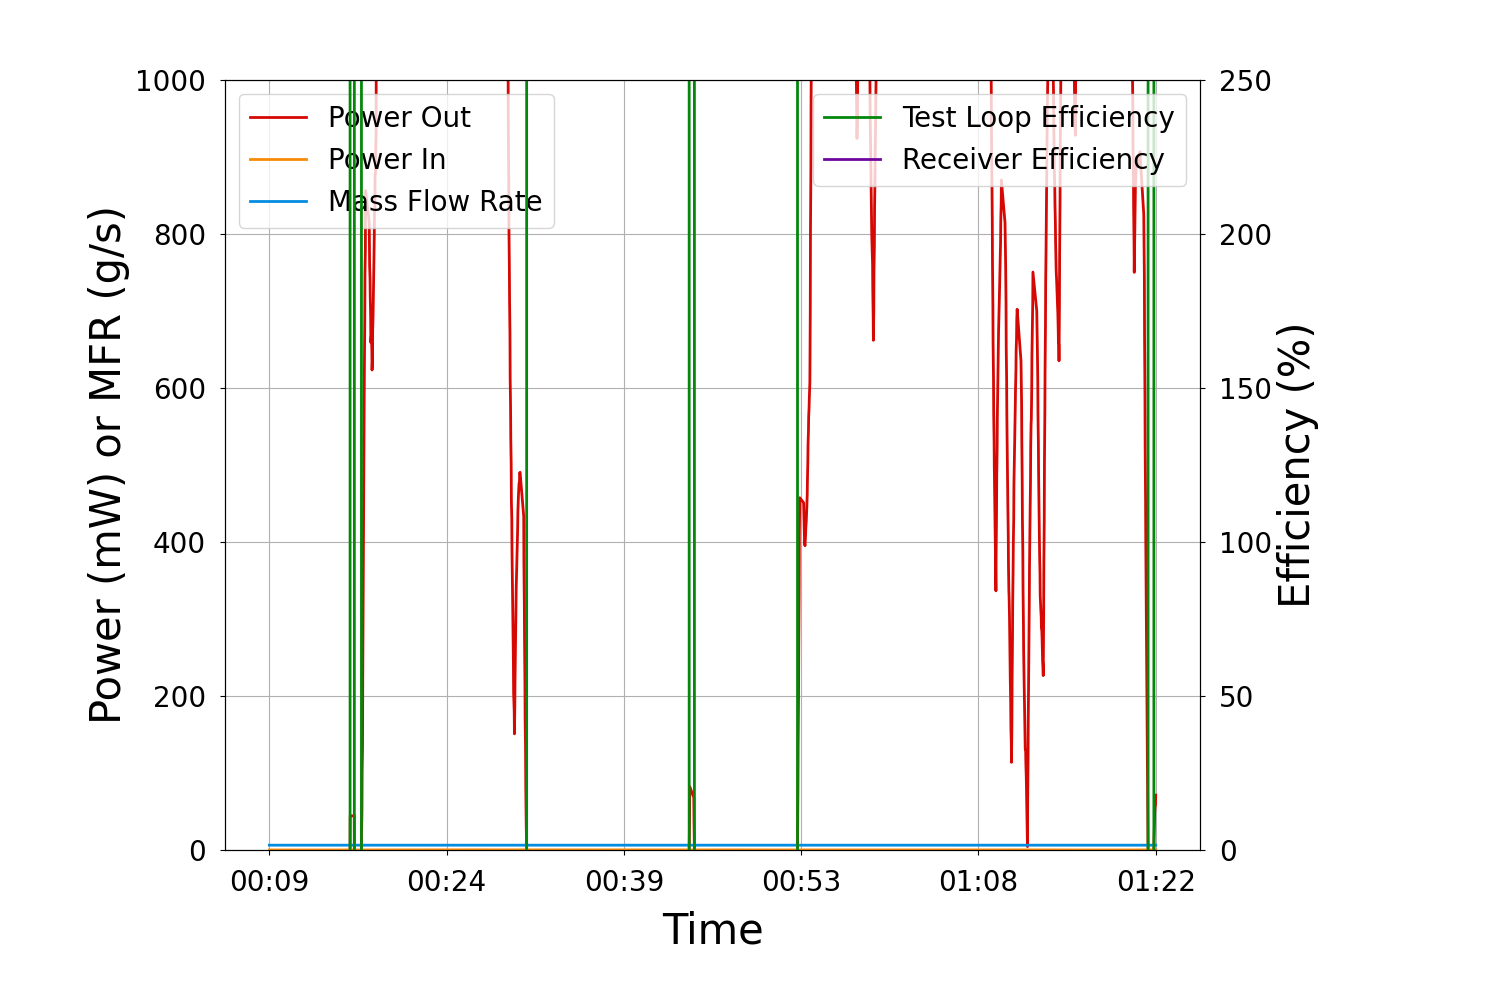 1000
800
600
400
200
0
Power (mW) or MFR (g/s)
Power Out
Power In
Mass Flow Rate
Test Loop Efficiency
Receiver Efficiency
250
200
150
100
50
0
Efficiency (%)
00:09 00:24 00:39 00:53 01:08 01:22
Time